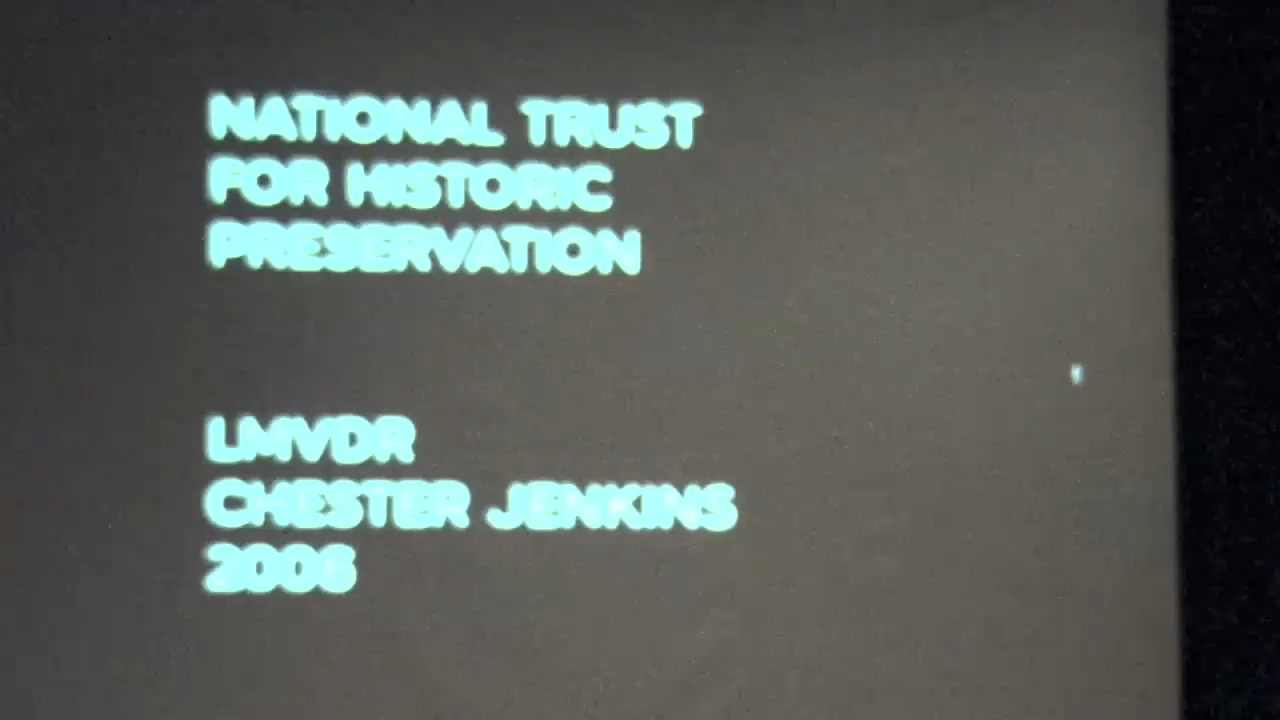 NATIONAL TRUST
FOR HISTORIC
PRESERVATION
LMVDR
CHESTER JENKINS
2006